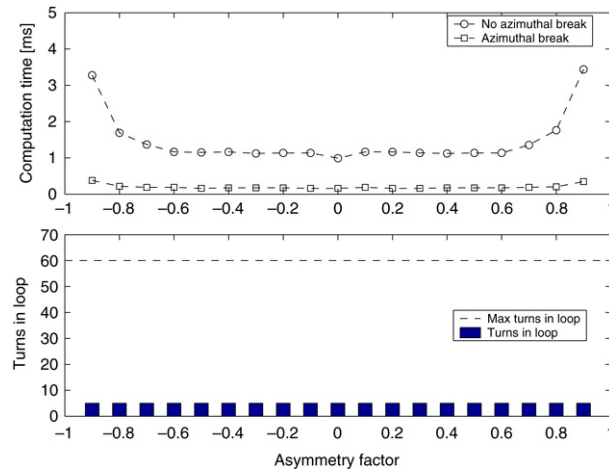 5
4
3
2
1
0
Computation time [ms]
No azimuthal break
Azimuthal break
–1 –0.8 –0.6 –0.4 –0.2 0 0.2 0.4 0.6 0.8 1
70
60
50
40
30
20
10
0
Turns in loop
Max turns in loop
Turns in loop
–1 –0.8 –0.6 –0.4 –0.2 0 0.2 0.4 0.6 0.8 1
Asymmetry factor